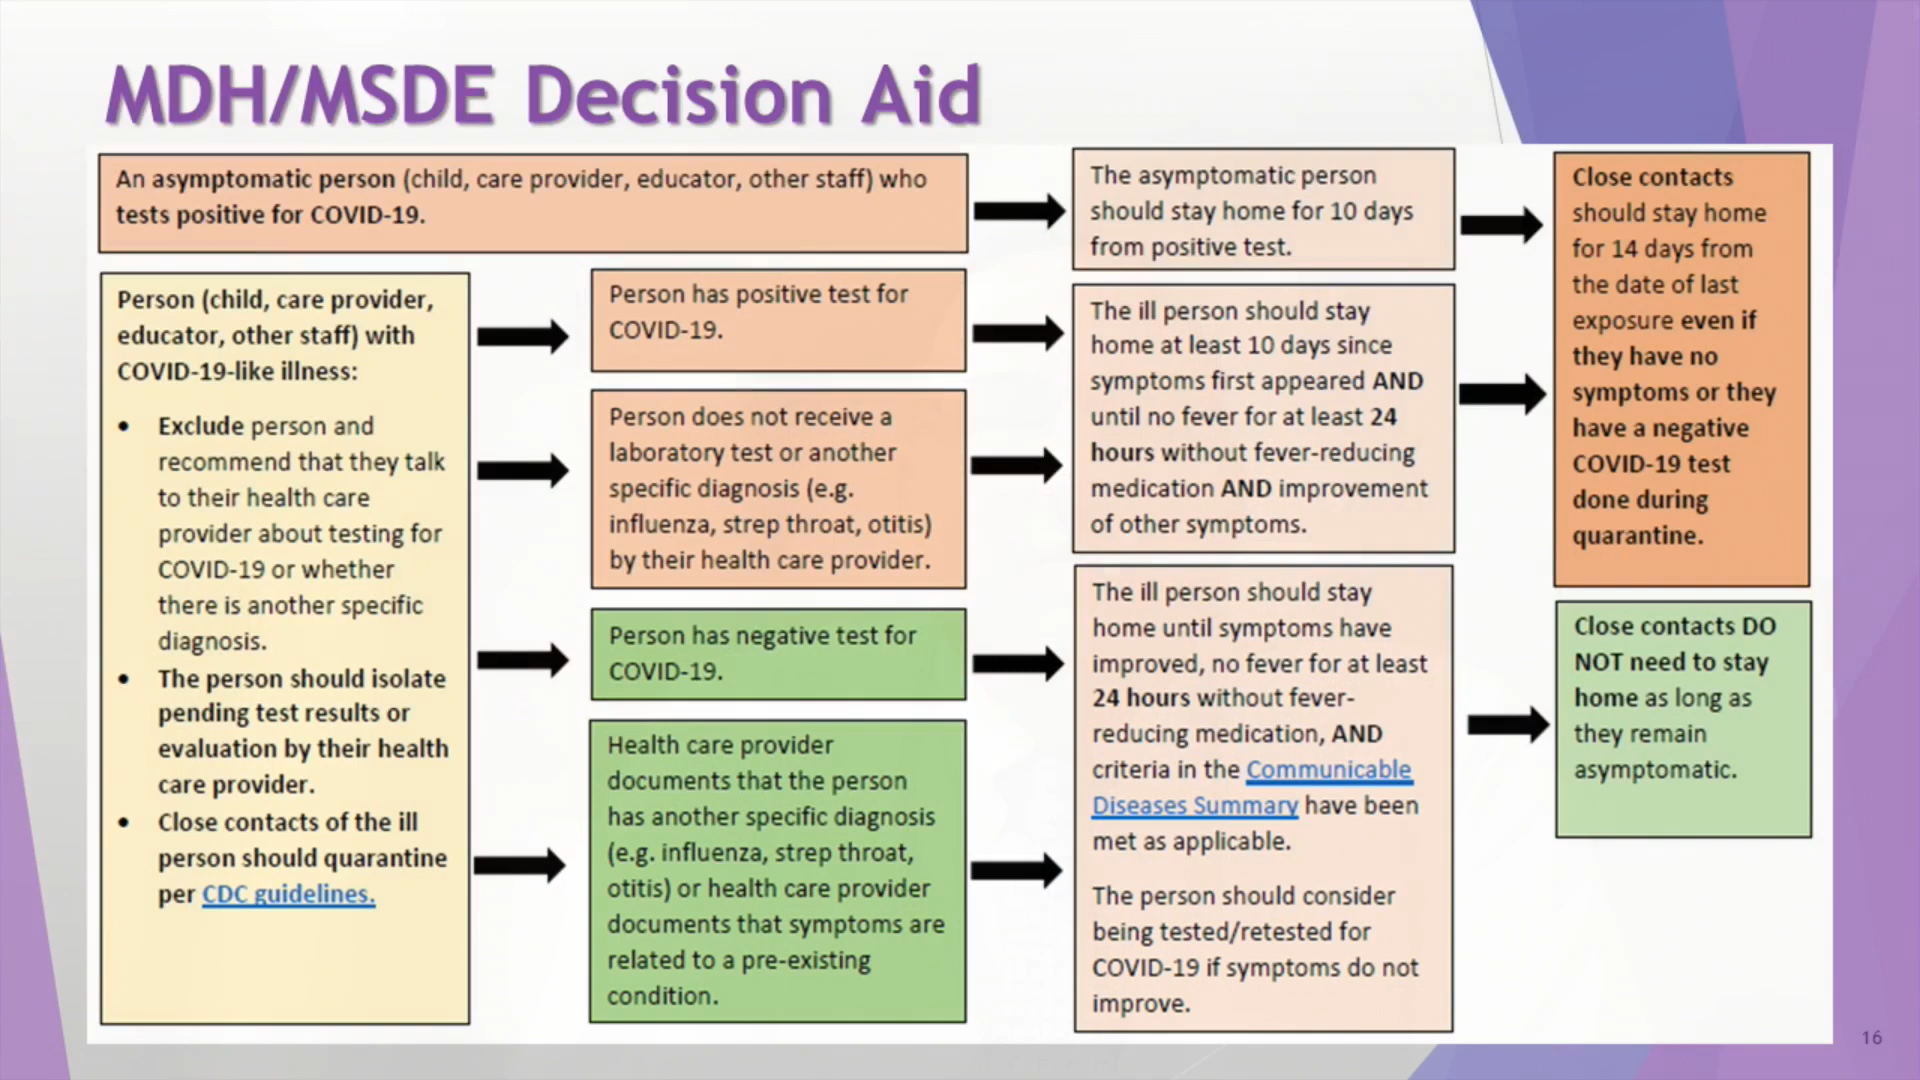 MDH/MSDE Decision Aid
An asymptomatic person (child, care provider, educator, other staff) who
tests positive for COVID-19.
The asymptomatic person
should stay home for 10 days
from positive test.
Close contacts
should stay home
for 14 days from
the date of last
exposure even if
they have no
symptoms or they
have a negative
COVID-19 test
done during
quarantine.
Person (child, care provider,
educator, other staff) with
COVID-19-like illness:
• Exclude person and
recommend that they talk
to their health care
provider about testing for
COVID-19 or whether
there is another specific
diagnosis.
• The person should isolate
pending test results or
evaluation by their health
care provider.
• Close contacts of the ill
person should quarantine
per CDC guidelines.
Person has positive test for
COVID-19.
Person does not receive a
laboratory test or another
specific diagnosis (e.g.
influenza, strep throat, otitis)
by their health care provider.
The ill person should stay
home at least 10 days since
symptoms first appeared AND
until no fever for at least 24
hours without fever-reducing
medication AND improvement
of other symptoms.
Person has negative test for
COVID-19.
Health care provider
documents that the person
has another specific diagnosis
(e.g. influenza, strep throat,
otitis) or health care provider
documents that symptoms are
related to a pre-existing
condition.
The ill person should stay
home until symptoms have
improved, no fever for at least
24 hours without fever-
reducing medication, AND
criteria in the Communicable
Diseases Summary have been
met as applicable.
The person should consider
being tested/retested for
COVID-19 if symptoms do not
improve.
Close contacts DO
NOT need to stay
home as long as
they remain
asymptomatic.
16